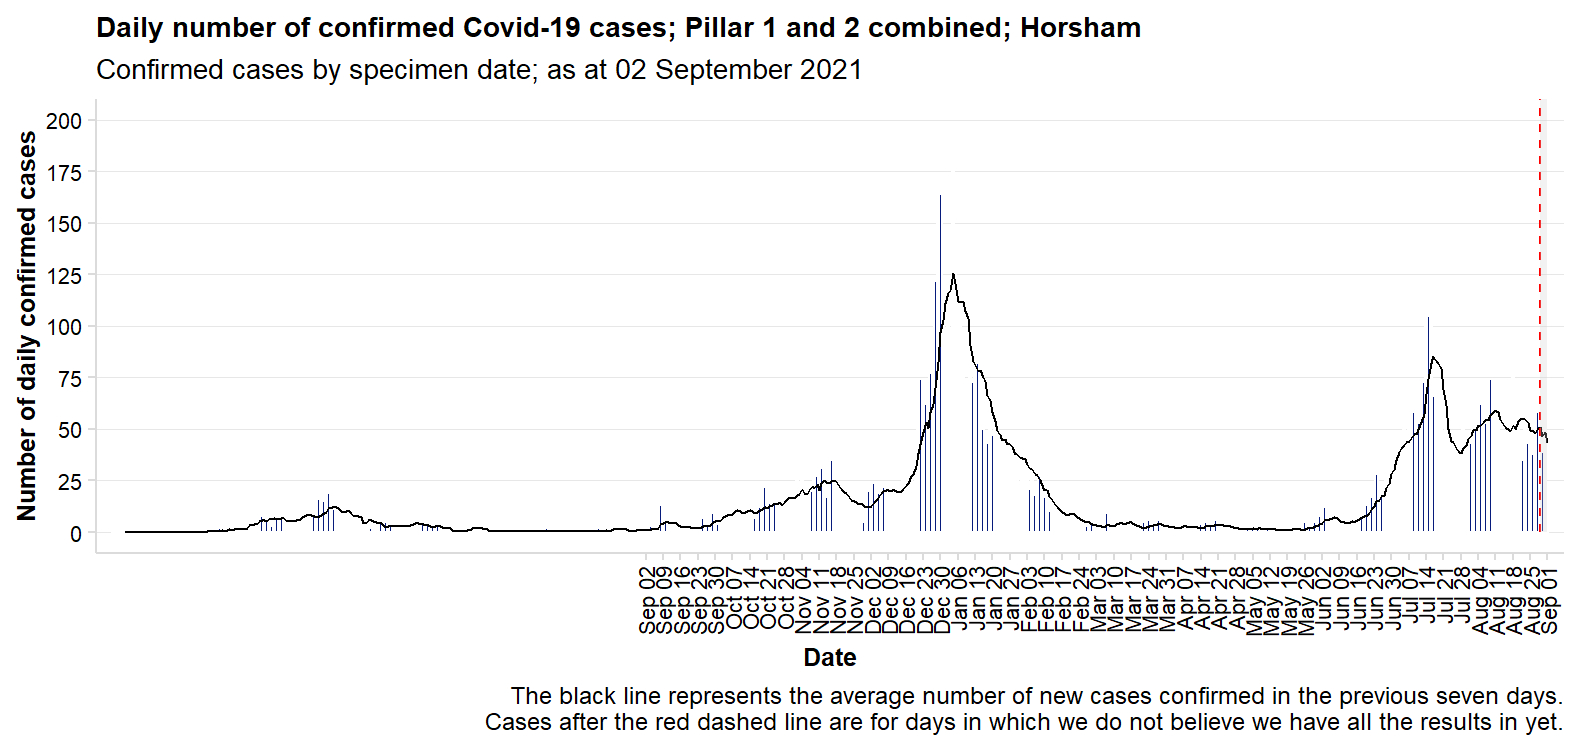 Daily number of confirmed Covid-19 cases; Pillar 1 and 2 combined; Horsham
Confirmed cases by specimen date; as at 02 September 2021
Number of daily confirmed cases
200
175
150
125
100
75
50
25
0
Sep 02
Sep 09
Sep 16
Sep 23
Sep 30
Oct 07
Oct 14
Oct 21
Oct 28
Nov 04
Nov 11
Nov 18
Nov 25
Dec 02
Dec 09
Dec 16
Dec 23
Dec 30
Jan 06
Jan 13
Jan 20
Jan 27
Feb 03
Feb 10
Feb 17
Feb 24
Mar 03
Mar 10
Mar 17
Mar 24
Mar 31
Apr 07
Apr 14
Apr 21
Apr 28
May 05
May 12
May 19
May 26
Jun 02
Jun 09
Jun 16
Jun 23
Jun 30
Jul 07
Jul 14
Jul 21
Jul 28
Aug 04
Aug 11
Aug 18
Aug 25
Sep 01
Date
The black line represents the average number of new cases confirmed in the previous seven days.
Cases after the red dashed line are for days in which we do not believe we have all the results in yet.